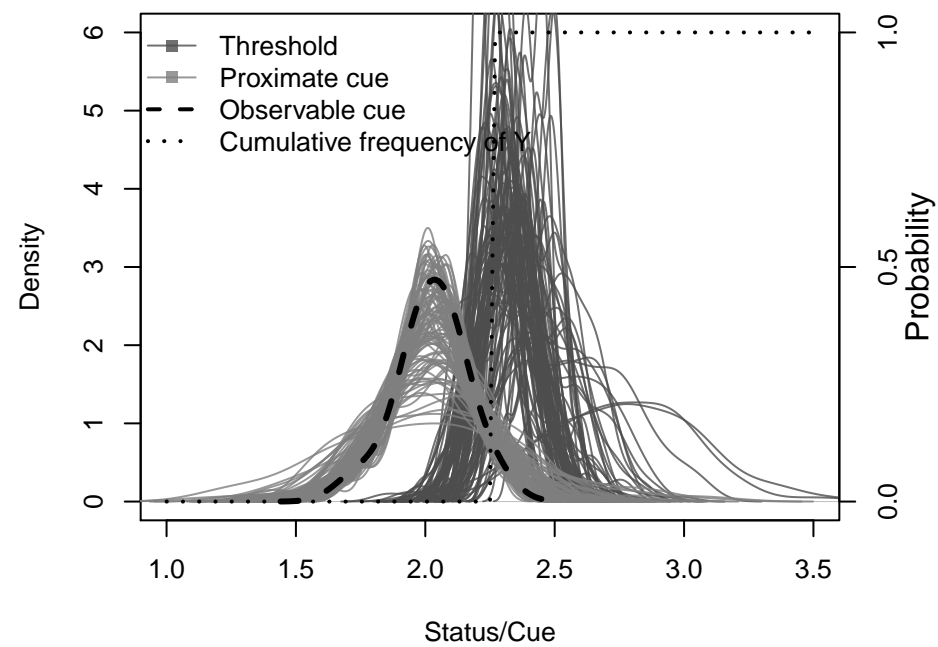 Threshold
Proximate cue
Observable cue
Cumulative frequency of Y
Density
0
1
2
3
4
5
6
Probability
0.0
0.5
1.0
1.0
1.5
2.0
2.5
3.0
3.5
Status/Cue